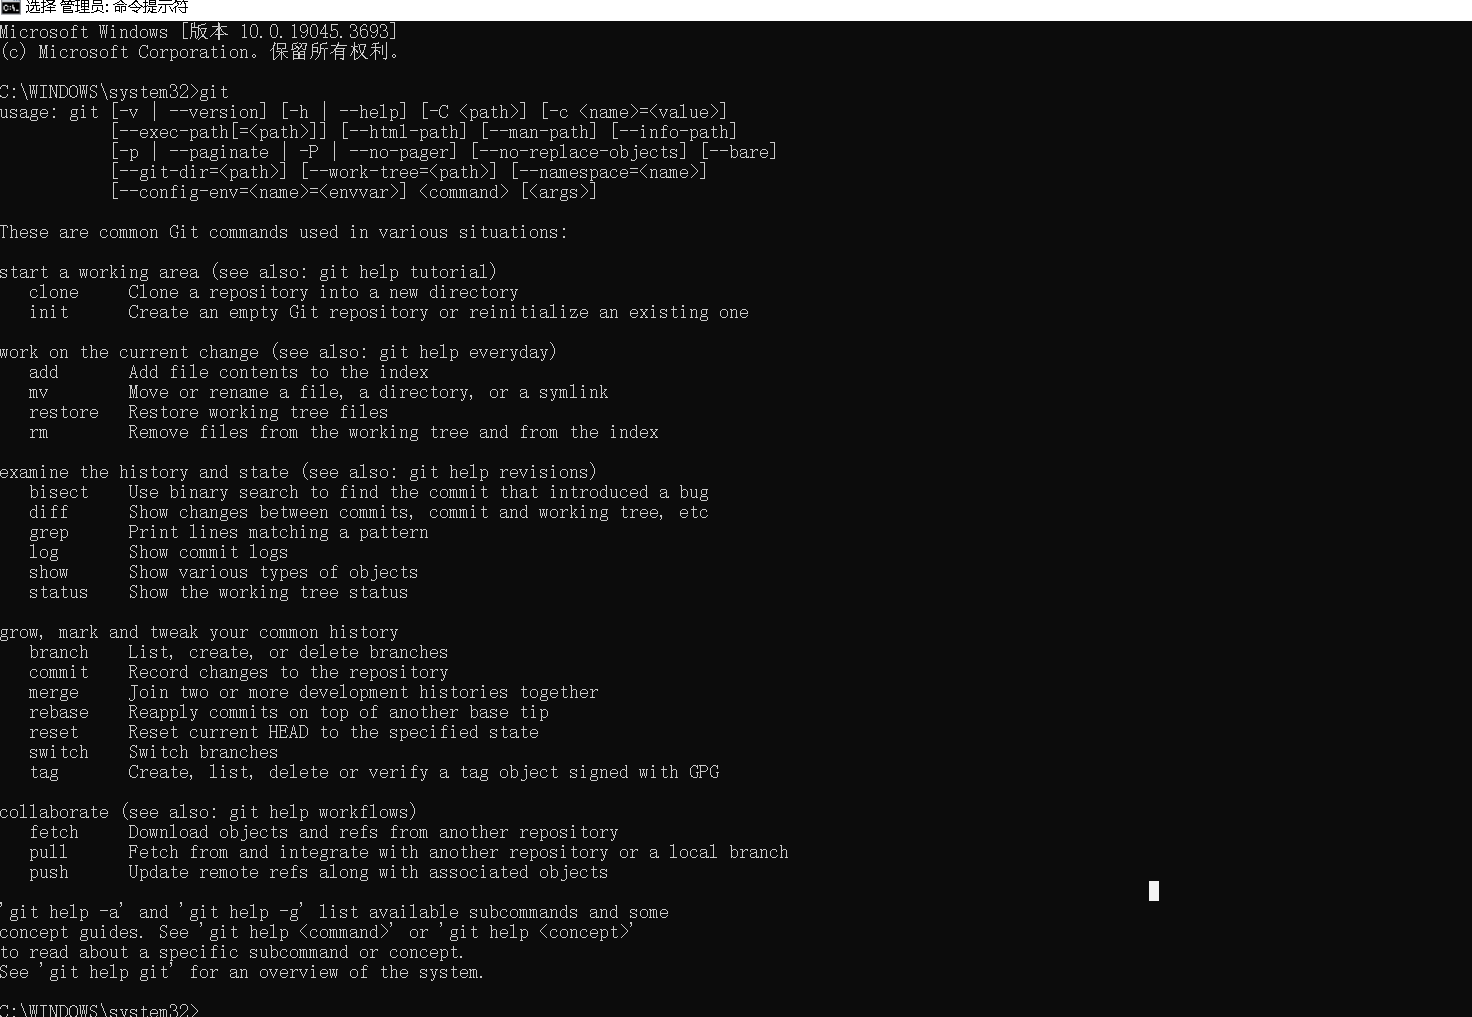 选择 管理员: 命令提示符
Microsoft Windows [版本 10.0.19045.3693]
(c) Microsoft Corporation。保留所有权利。
C:\WINDOWS\system32>git
usage: git [-v | --version] [-h | --help] [-C <path>] [-c <name>=<value>]
[--exec-path[=<path>]] [--html-path] [--man-path] [--info-path]
[-p | --paginate | -P | --no-pager] [--no-replace-objects] [--bare]
[--git-dir=<path>] [--work-tree=<path>] [--namespace=<name>]
[--config-env=<name>=<envvar>] <command> [<args>]
These are common Git commands used in various situations:
start a working area (see also: git help tutorial)
clone Clone a repository into a new directory
init Create an empty Git repository or reinitialize an existing one
work on the current change (see also: git help everyday)
add Add file contents to the index
mv Move or rename a file, a directory, or a symlink
restore Restore working tree files
rm Remove files from the working tree and from the index
examine the history and state (see also: git help revisions)
bisect Use binary search to find the commit that introduced a bug
diff Show changes between commits, commit and working tree, etc
grep Print lines matching a pattern
log Show commit logs
show Show various types of objects
status Show the working tree status
grow, mark and tweak your common history
branch List, create, or delete branches
commit Record changes to the repository
merge Join two or more development histories together
rebase Reapply commits on top of another base tip
reset Reset current HEAD to the specified state
switch Switch branches
tag Create, list, delete or verify a tag object signed with GPG
collaborate (see also: git help workflows)
fetch Download objects and refs from another repository
pull Fetch from and integrate with another repository or a local branch
push Update remote refs along with associated objects
'git help -a' and 'git help -g' list available subcommands and some
concept guides. See 'git help <command>' or 'git help <concept>'
to read about a specific subcommand or concept.
See 'git help git' for an overview of the system.
C:\WINDOWS\system32>